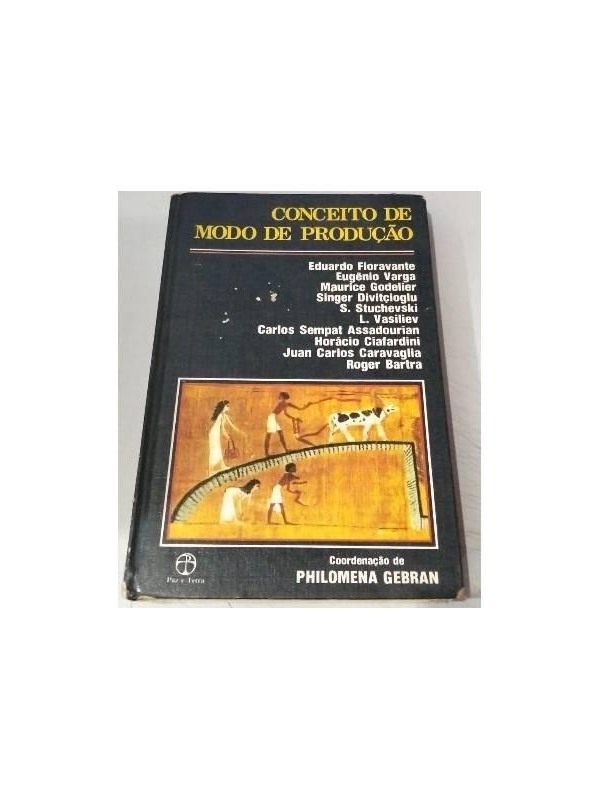 CONCEITO DE
MODO DE PRODUÇÃO
Eduardo Fioravante
Eugênio Varga
Maurice Godelier
Singer Divitçioglu
S. Stuchevski
L. Vasiliev
Carlos Sempat Assadourian
Horácio Ciafardini
Juan Carlos Caravaglia
Roger Bartra
Coordenação de
PHILOMENA GEBRAN
Paz e Terra